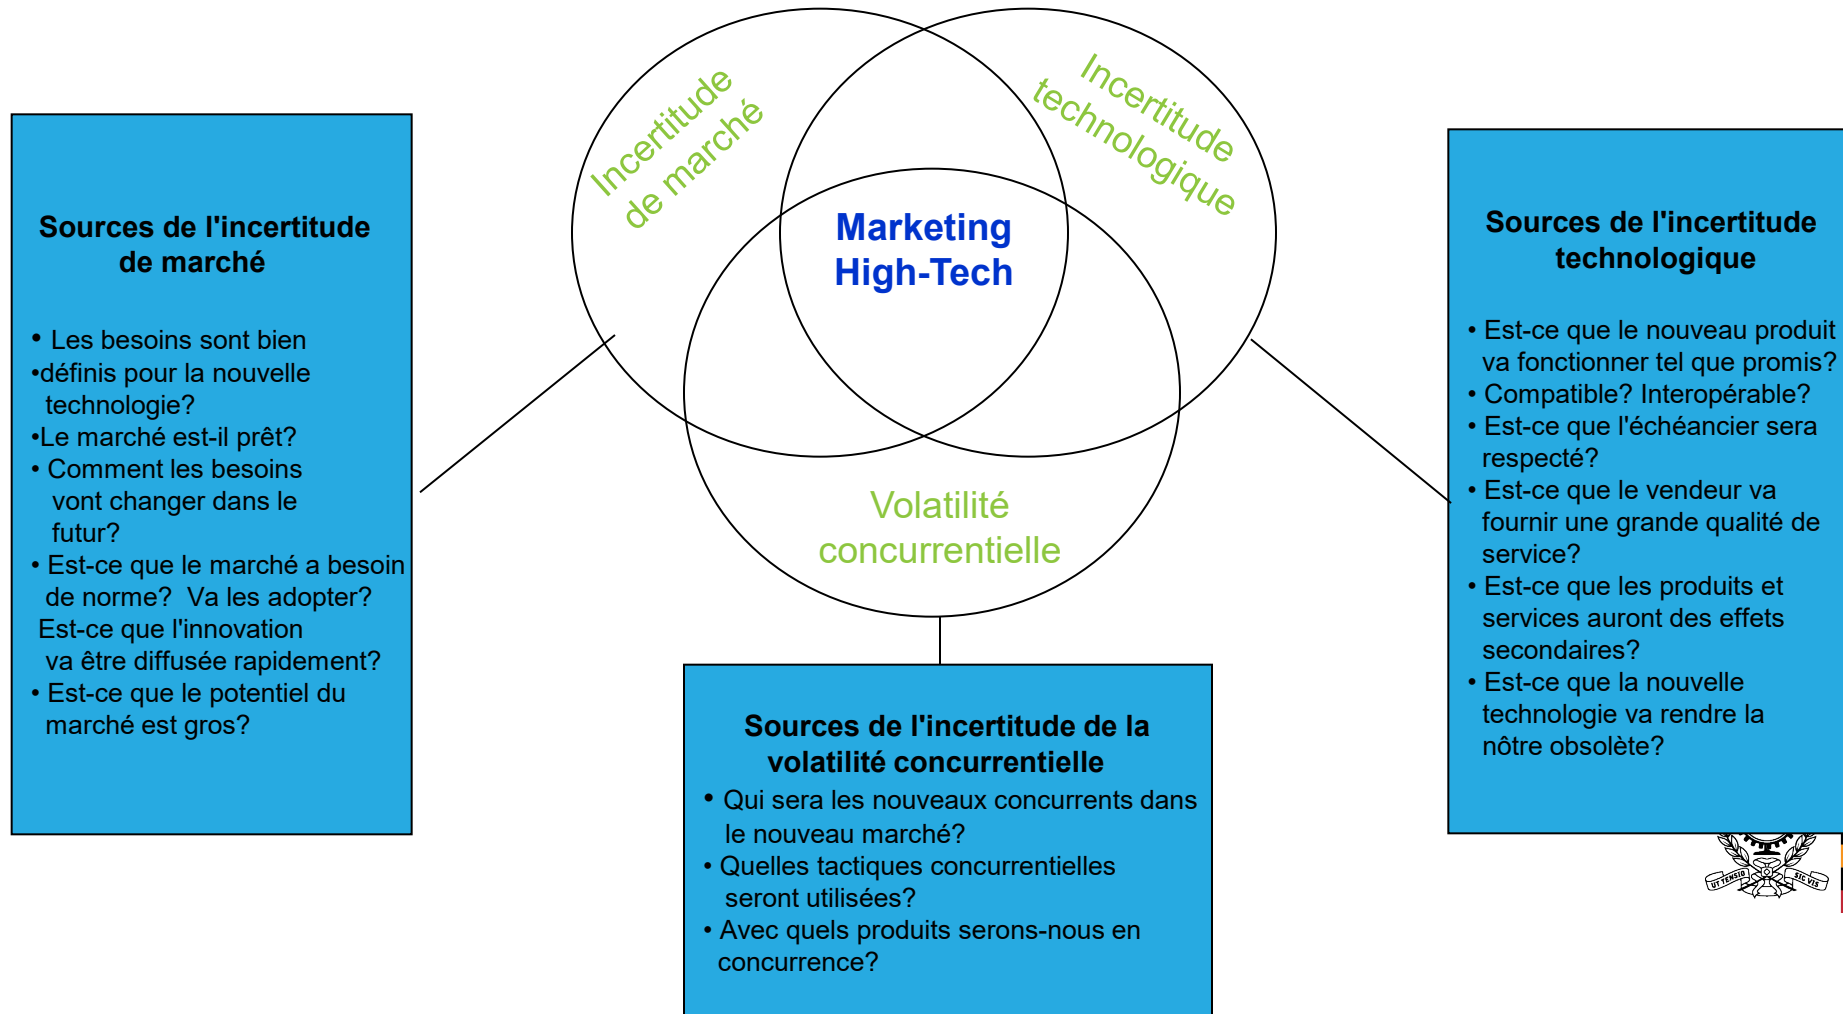 Incertitude
de marché
Incertitude
technologique
Marketing
High-Tech
Volatilité
concurrentielle
Sources de l'incertitude
de marché
• Les besoins sont bien
•définis pour la nouvelle
technologie?
•Le marché est-il prêt?
• Comment les besoins
vont changer dans le
futur?
• Est-ce que le marché a besoin
de norme?  Va les adopter?
Est-ce que l'innovation
va être diffusée rapidement?
• Est-ce que le potentiel du
marché est gros?
Sources de l'incertitude
technologique
• Est-ce que le nouveau produit
va fonctionner tel que promis?
• Compatible? Interopérable?
• Est-ce que l'échéancier sera
respecté?
• Est-ce que le vendeur va
fournir une grande qualité de
service?
• Est-ce que les produits et
services auront des effets
secondaires?
• Est-ce que la nouvelle
technologie va rendre la
nôtre obsolète?
Sources de l'incertitude de la
volatilité concurrentielle
• Qui sera les nouveaux concurrents dans
le nouveau marché?
• Quelles tactiques concurrentielles
seront utilisées?
• Avec quels produits serons-nous en
concurrence?
UT TENSIO SIC VIS